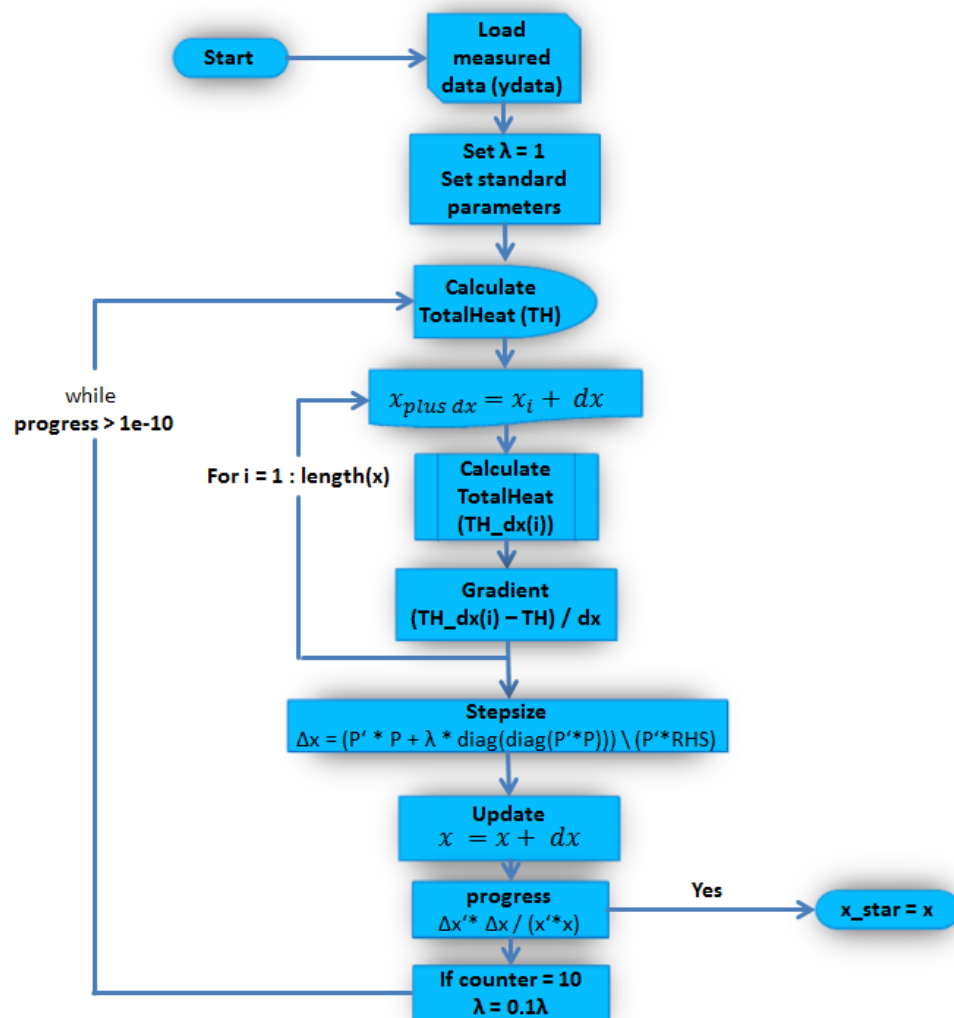 Start
Load
measured
data (ydata)
Set λ = 1
Set standard
parameters
Calculate
TotalHeat (TH)
while
progress > 1e-10
x_{plus dx} = x_i + dx
For i = 1 : length(x)
Calculate
TotalHeat
(TH_dx(i))
Gradient
(TH_dx(i) – TH) / dx
Stepsize
Δx = (P‘ * P + λ * diag(diag(P‘*P))) \ (P‘*RHS)
Update
x = x + dx
progress
Δx‘* Δx / (x‘*x)
Yes
x_star = x
If counter = 10
λ = 0.1λ